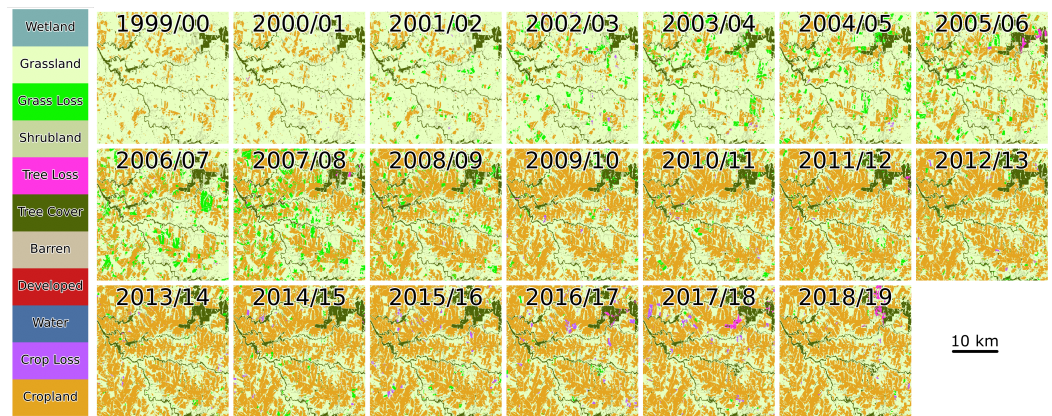 Wetland
Grassland
Grass Loss
Shrubland
Tree Loss
Tree Cover
Barren
Developed
Water
Crop Loss
Cropland
1999/00 2000/01 2001/02 2002/03 2003/04 2004/05 2005/06
2006/07 2007/08 2008/09 2009/10 2010/11 2011/12 2012/13
2013/14 2014/15 2015/16 2016/17 2017/18 2018/19
10 km